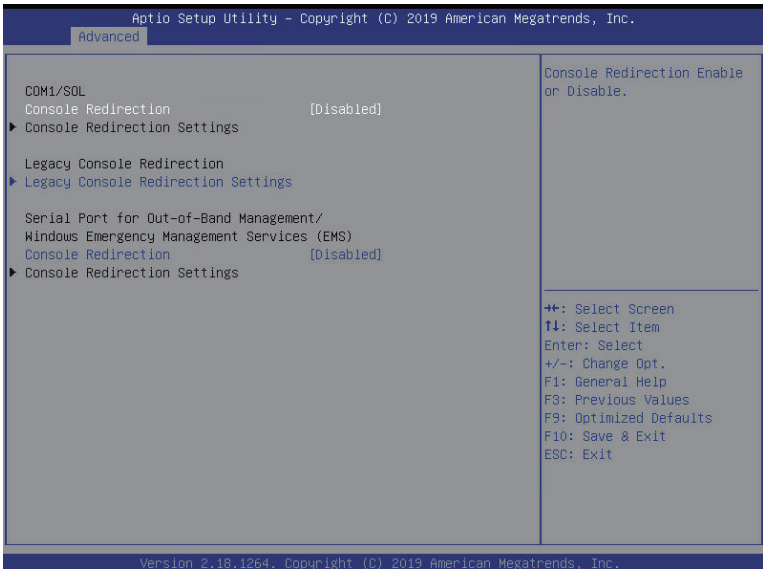 Aptio Setup Utility – Copyright (C) 2019 American Megatrends, Inc.
Advanced
COM1/SOL
Console Redirection [Disabled]
▶ Console Redirection Settings
Legacy Console Redirection
▶ Legacy Console Redirection Settings
Serial Port for Out-of-Band Management/
Windows Emergency Management Services (EMS)
Console Redirection [Disabled]
▶ Console Redirection Settings
Console Redirection Enable
or Disable.
→←: Select Screen
↑↓: Select Item
Enter: Select
+/-: Change Opt.
F1: General Help
F3: Previous Values
F9: Optimized Defaults
F10: Save & Exit
ESC: Exit
Version 2.18.1264. Copyright (C) 2019 American Megatrends, Inc.